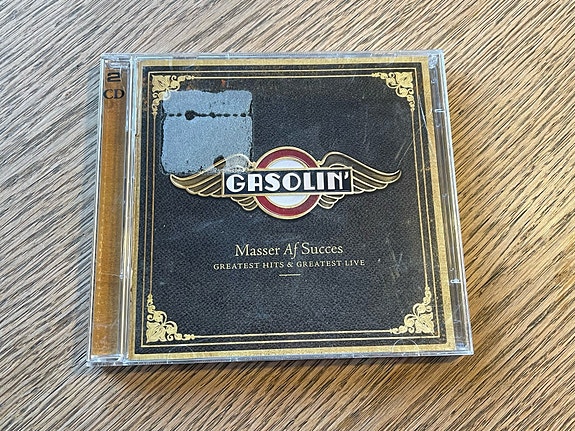 2
CD
GASOLIN'
Masser Af Succes
GREATEST HITS & GREATEST LIVE